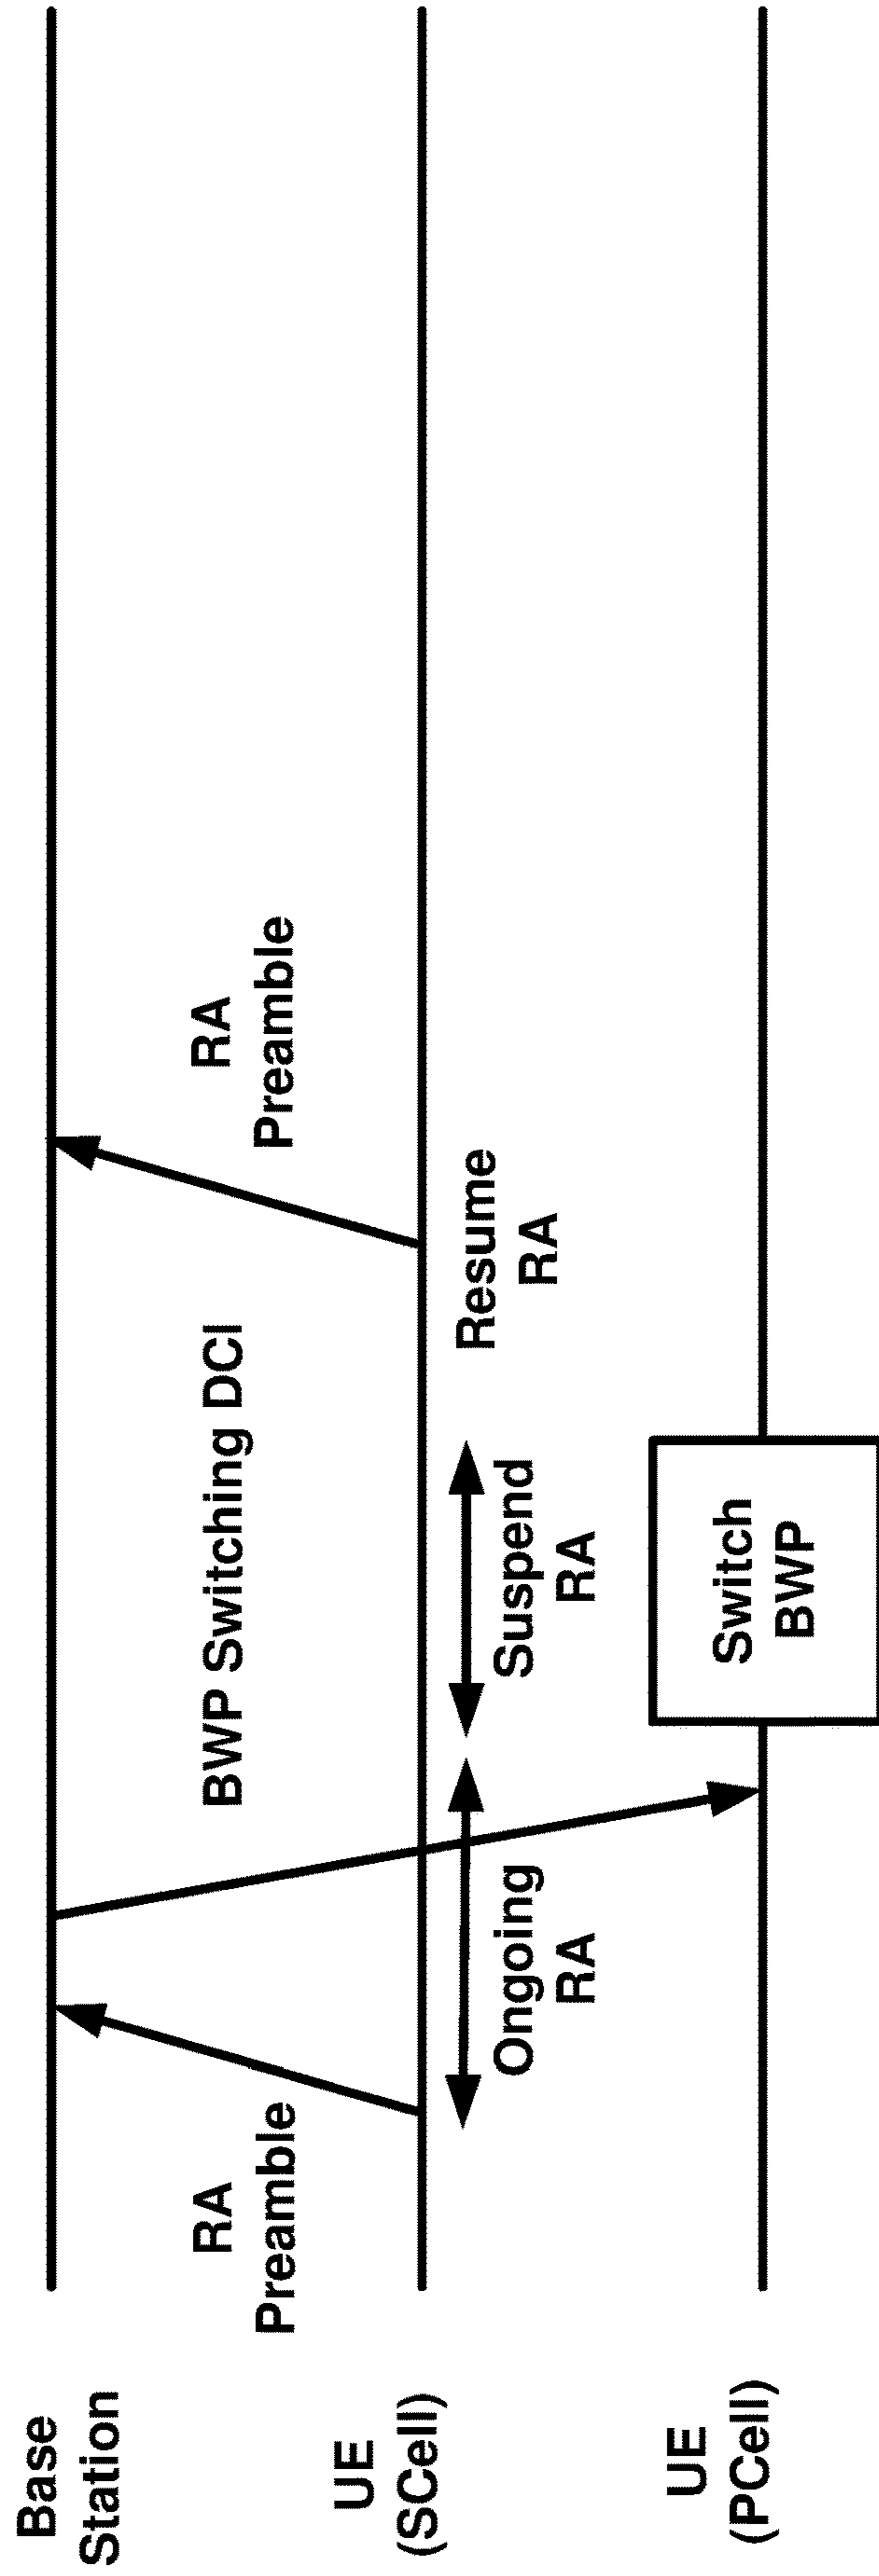 Base
Station
RA
Preamble
BWP Switching DCI
RA
Preamble
UE
(SCell)
Ongoing
RA
Suspend
RA
Resume
RA
UE
(PCell)
Switch
BWP